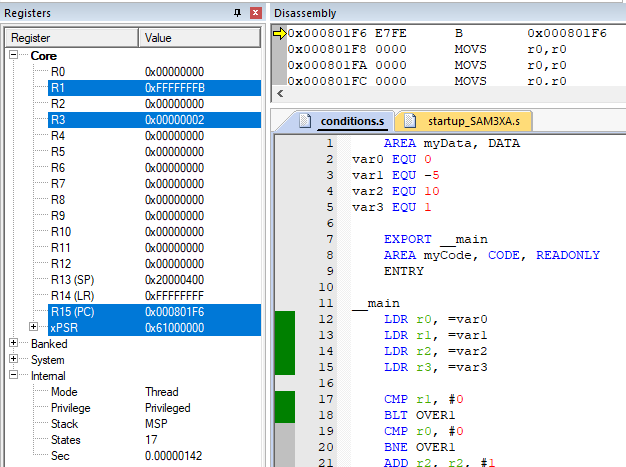 Registers
Register Value
Core
R0 0x00000000
R1 0xFFFFFFFB
R2 0x00000000
R3 0x00000002
R4 0x00000000
R5 0x00000000
R6 0x00000000
R7 0x00000000
R8 0x00000000
R9 0x00000000
R10 0x00000000
R11 0x00000000
R12 0x00000000
R13 (SP) 0x20000400
R14 (LR) 0xFFFFFFFF
R15 (PC) 0x000801F6
xPSR 0x61000000
Banked
System
Internal
Mode Thread
Privilege Privileged
Stack MSP
States 17
Sec 0.00000142
Disassembly
0x000801F6 E7FE B 0x000801F6
0x000801F8 0000 MOVS r0,r0
0x000801FA 0000 MOVS r0,r0
0x000801FC 0000 MOVS r0,r0
conditions.s startup_SAM3XA.s
1 AREA myData, DATA
2 var0 EQU 0
3 var1 EQU -5
4 var2 EQU 10
5 var3 EQU 1
6
7 EXPORT __main
8 AREA myCode, CODE, READONLY
9 ENTRY
10
11 __main
12 LDR r0, =var0
13 LDR r1, =var1
14 LDR r2, =var2
15 LDR r3, =var3
16
17 CMP r1, #0
18 BLT OVER1
19 CMP r0, #0
20 BNE OVER1
21 ADD r2, r2, #1